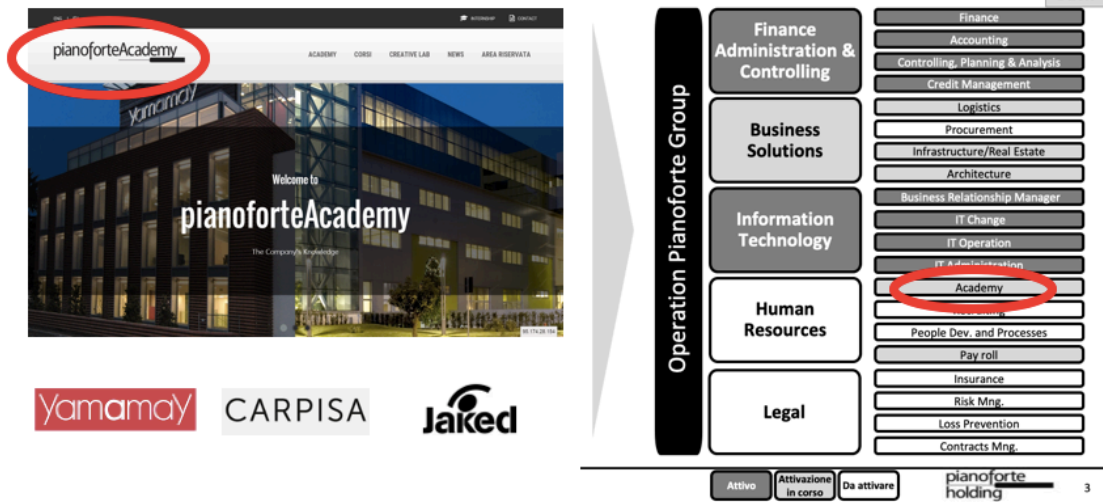 ENG
INTERNSHIP
CONTACT
pianoforteAcademy
ACADEMY
CORSI
CREATIVE LAB
NEWS
AREA RISERVATA
yamamay
Welcome to
pianoforteAcademy
The Company's Knowledge
yamamay
CARPISA
Jaked
Operation Pianoforte Group
Finance
Administration &
Controlling
Finance
Accounting
Controlling, Planning & Analysis
Credit Management
Business
Solutions
Logistics
Procurement
Infrastructure/Real Estate
Architecture
Information
Technology
Business Relationship Manager
IT Change
IT Operation
IT Administration
Human
Resources
Academy
Recruiting
People Dev. and Processes
Pay roll
Legal
Insurance
Risk Mng.
Loss Prevention
Contracts Mng.
Attivo
Attivazione
in corso
Da attivare
pianoforte
holding
3